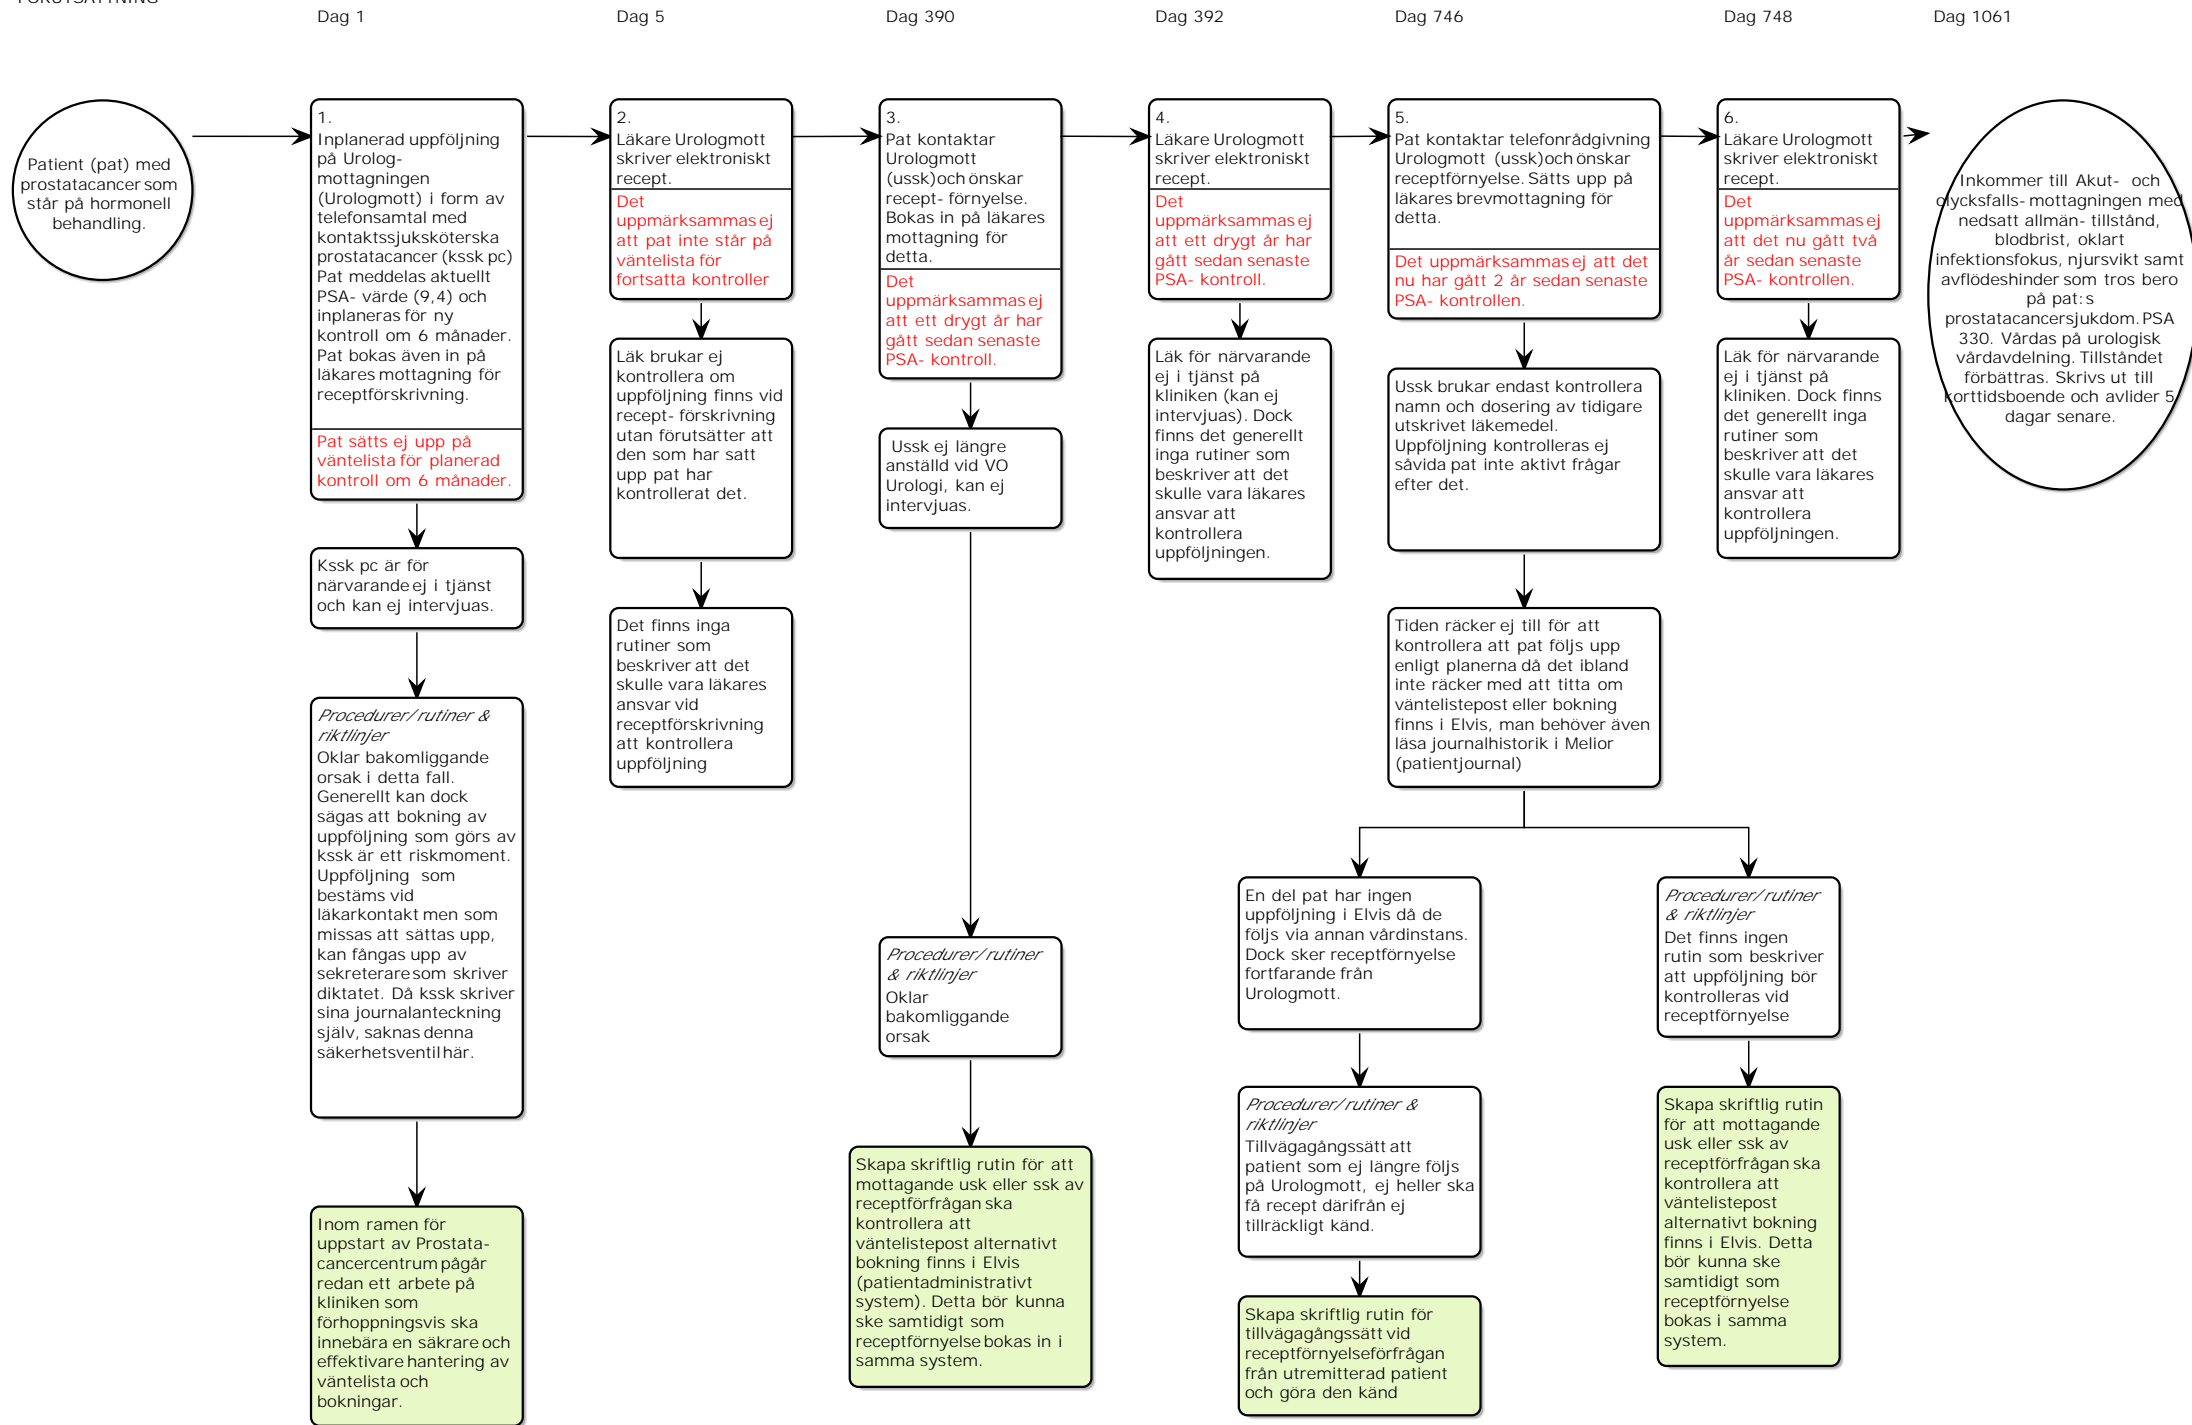 FÖRUTSÄTTNING
Dag 1
Dag 5
Dag 390
Dag 392
Dag 746
Dag 748
Dag 1061
Patient (pat) med
prostatacancer som
står på hormonell
behandling.
1.
Inplanerad uppföljning
på Urolog-
mottagningen
(Urologmott) i form av
telefonsamtal med
kontaktssjuksköterska
prostatacancer (kssk pc)
Pat meddelas aktuellt
PSA- värde (9,4) och
inplaneras för ny
kontroll om 6 månader.
Pat bokas även in på
läkares mottagning för
receptförskrivning.
Pat sätts ej upp på
väntelista för planerad
kontroll om 6 månader.
Kssk pc är för
närvarande ej i tjänst
och kan ej intervjuas.
Procedurer/rutiner &
riktlinjer
Oklar bakomliggande
orsak i detta fall.
Generellt kan dock
sägas att bokning av
uppföljning som görs av
kssk är ett riskmoment.
Uppföljning som
bestäms vid
läkarkontakt men som
missas att sättas upp,
kan fångas upp av
sekreterare som skriver
diktatet. Då kssk skriver
sina journalanteckning
själv, saknas denna
säkerhetsventil här.
Inom ramen för
uppstart av Prostata-
cancercentrum pågår
redan ett arbete på
kliniken som
förhoppningsvis ska
innebära en säkrare och
effektivare hantering av
väntelista och
bokningar.
2.
Läkare Urologmott
skriver elektroniskt
recept.
Det
uppmärksammas ej
att pat inte står på
väntelista för
fortsatta kontroller
Läk brukar ej
kontrollera om
uppföljning finns vid
recept- förskrivning
utan förutsätter att
den som har satt
upp pat har
kontrollerat det.
Det finns inga
rutiner som
beskriver att det
skulle vara läkares
ansvar vid
receptförskrivning
att kontrollera
uppföljning
3.
Pat kontaktar
Urologmott
(ussk)och önskar
recept- förnyelse.
Bokas in på läkares
mottagning för
detta.
Det
uppmärksammas ej
att ett drygt år har
gått sedan senaste
PSA- kontroll.
Ussk ej längre
anställd vid VO
Urologi, kan ej
intervjuas.
Procedurer/rutiner
& riktlinjer
Oklar
bakomliggande
orsak
Skapa skriftlig rutin för att
mottagande usk eller ssk av
receptförfrågan ska
kontrollera att
väntelistepost alternativt
bokning finns i Elvis
(patientadministrativt
system). Detta bör kunna
ske samtidigt som
receptförnyelse bokas in i
samma system.
4.
Läkare Urologmott
skriver elektroniskt
recept.
Det
uppmärksammas ej
att ett drygt år har
gått sedan senaste
PSA- kontroll.
Läk för närvarande
ej i tjänst på
kliniken (kan ej
intervjuas). Dock
finns det generellt
inga rutiner som
beskriver att det
skulle vara läkares
ansvar att
kontrollera
uppföljningen.
5.
Pat kontaktar telefonrådgivning
Urologmott (ussk)och önskar
receptförnyelse. Sätts upp på
läkares brevmottagning för
detta.
Det uppmärksammas ej att det
nu har gått 2 år sedan senaste
PSA- kontrollen.
Ussk brukar endast kontrollera
namn och dosering av tidigare
utskrivet läkemedel.
Uppföljning kontrolleras ej
såvida pat inte aktivt frågar
efter det.
Tiden räcker ej till för att
kontrollera att pat följs upp
enligt planerna då det ibland
inte räcker med att titta om
väntelistepost eller bokning
finns i Elvis, man behöver även
läsa journalhistorik i Melior
(patientjournal)
En del pat har ingen
uppföljning i Elvis då de
följs via annan vårdinstans.
Dock sker receptförnyelse
fortfarande från
Urologmott.
Procedurer/rutiner &
riktlinjer
Tillvägagångssätt att
patient som ej längre följs
på Urologmott, ej heller ska
få recept därifrån ej
tillräckligt känd.
Skapa skriftlig rutin för
tillvägagångssätt vid
receptförnyelseförfrågan
från utremitterad patient
och göra den känd
Procedurer/rutiner
& riktlinjer
Det finns ingen
rutin som beskriver
att uppföljning bör
kontrolleras vid
receptförnyelse
Skapa skriftlig rutin
för att mottagande
usk eller ssk av
receptförfrågan ska
kontrollera att
väntelistepost
alternativt bokning
finns i Elvis. Detta
bör kunna ske
samtidigt som
receptförnyelse
bokas i samma
system.
6.
Läkare Urologmott
skriver elektroniskt
recept.
Det
uppmärksammas ej
att det nu gått två
år sedan senaste
PSA- kontrollen.
Läk för närvarande
ej i tjänst på
kliniken. Dock finns
det generellt inga
rutiner som
beskriver att det
skulle vara läkares
ansvar att
kontrollera
uppföljningen.
Inkommer till Akut- och
olycksfalls- mottagningen med
nedsatt allmän- tillstånd,
blodbrist, oklart
infektionsfokus, njursvikt samt
avflödeshinder som tros bero
på pat:s
prostatacancersjukdom. PSA
330. Vårdas på urologisk
vårdavdelning. Tillståndet
förbättras. Skrivs ut till
korttidsboende och avlider 5
dagar senare.